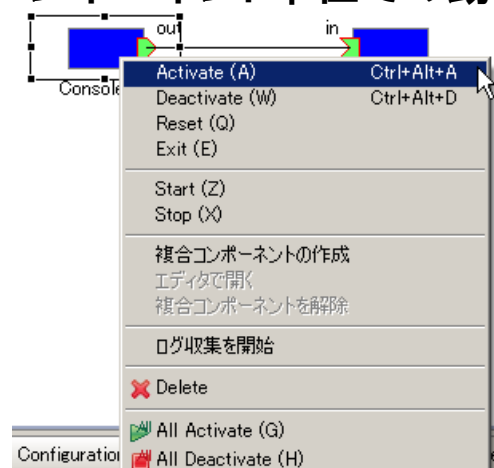 out in
Console
Activate (A) Ctrl+Alt+A
Deactivate (W) Ctrl+Alt+D
Reset (Q)
Exit (E)
Start (Z)
Stop (X)
複合コンポーネントの作成
エディタで開く
複合コンポーネントを解除
ログ収集を開始
Delete
All Activate (G)
Configuration
All Deactivate (H)